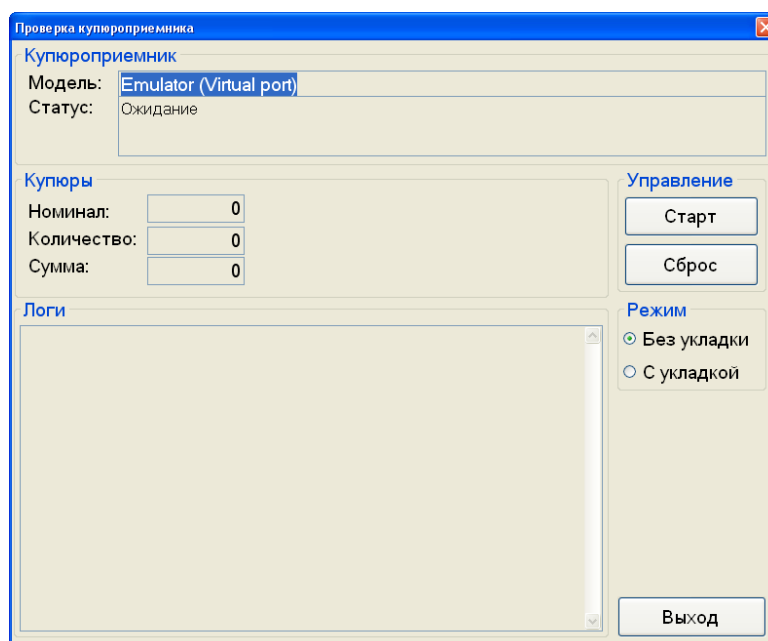 Проверка купюроприемника
Купюроприемник
Модель: Emulator (Virtual port)
Статус: Ожидание
Купюры
Номинал: 0
Количество: 0
Сумма: 0
Управление
Старт
Сброс
Логи
Режим
Без укладки
С укладкой
Выход